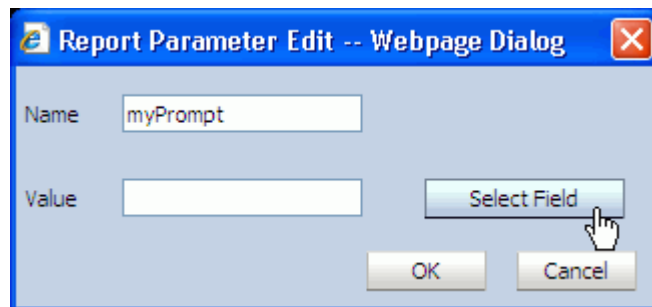 Report Parameter Edit -- Webpage Dialog
Name myPrompt
Value Select Field
OK Cancel